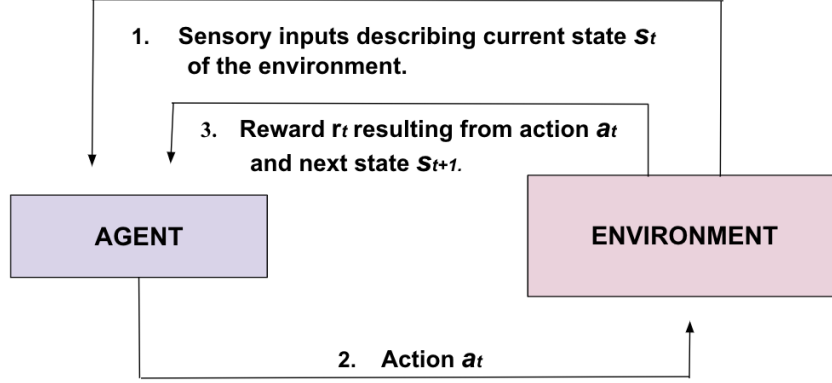 1. Sensory inputs describing current state st
of the environment.
3. Reward rt resulting from action at
and next state st+1.
AGENT
ENVIRONMENT
2. Action at